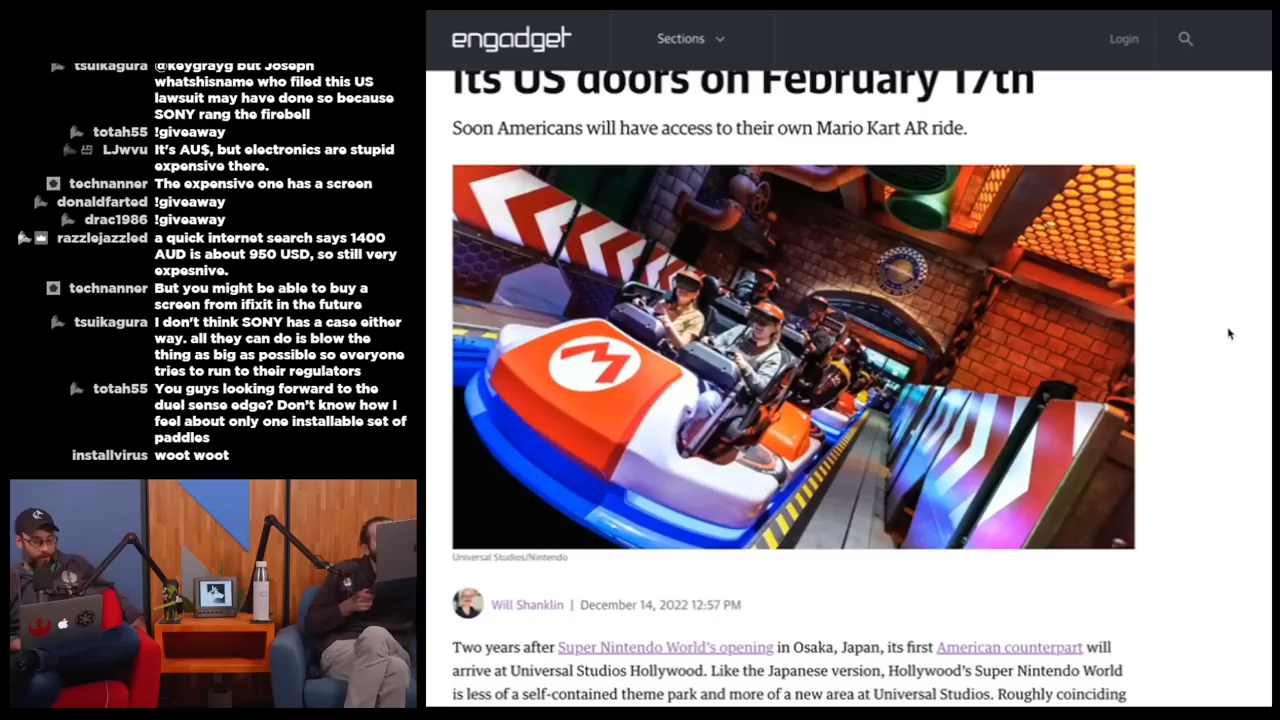 tsuikagura @keygrayg but Joseph
whatshisname who filed this US
lawsuit may have done so because
SONY rang the firebell
totah55 !giveaway
LJwvu It's AU$, but electronics are stupid
expensive there.
technanner The expensive one has a screen
donaldfarted !giveaway
drac1986 !giveaway
razzlejazzled a quick internet search says 1400
AUD is about 950 USD, so still very
expesnive.
technanner But you might be able to buy a
screen from ifixit in the future
tsuikagura I don't think SONY has a case either
way. all they can do is blow the
thing as big as possible so everyone
tries to run to their regulators
totah55 You guys looking forward to the
duel sense edge? Don't know how I
feel about only one installable set of
paddles
installvirus woot woot
engadget
Sections
Login
its US doors on February 17th
Soon Americans will have access to their own Mario Kart AR ride.
M
Universal Studios/Nintendo
Will Shanklin | December 14, 2022 12:57 PM
Two years after Super Nintendo World's opening in Osaka, Japan, its first American counterpart will
arrive at Universal Studios Hollywood. Like the Japanese version, Hollywood's Super Nintendo World
is less of a self-contained theme park and more of a new area at Universal Studios. Roughly coinciding